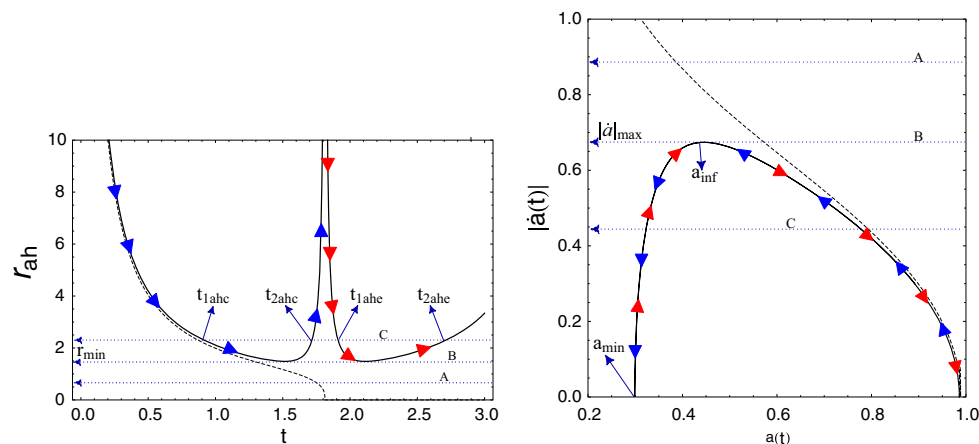 10
8
6
4
2
0
r_ah
r_min
t_1ahc
t_2ahc
t_1ahe
t_2ahe
C
B
A
0.0 0.5 1.0 1.5 2.0 2.5 3.0
t
1.0
0.8
0.6
0.4
0.2
0.0
|ȧ(t)|
A
|ȧ|_max
B
a_inf
C
a_min
0.2 0.4 0.6 0.8 1.0
a(t)